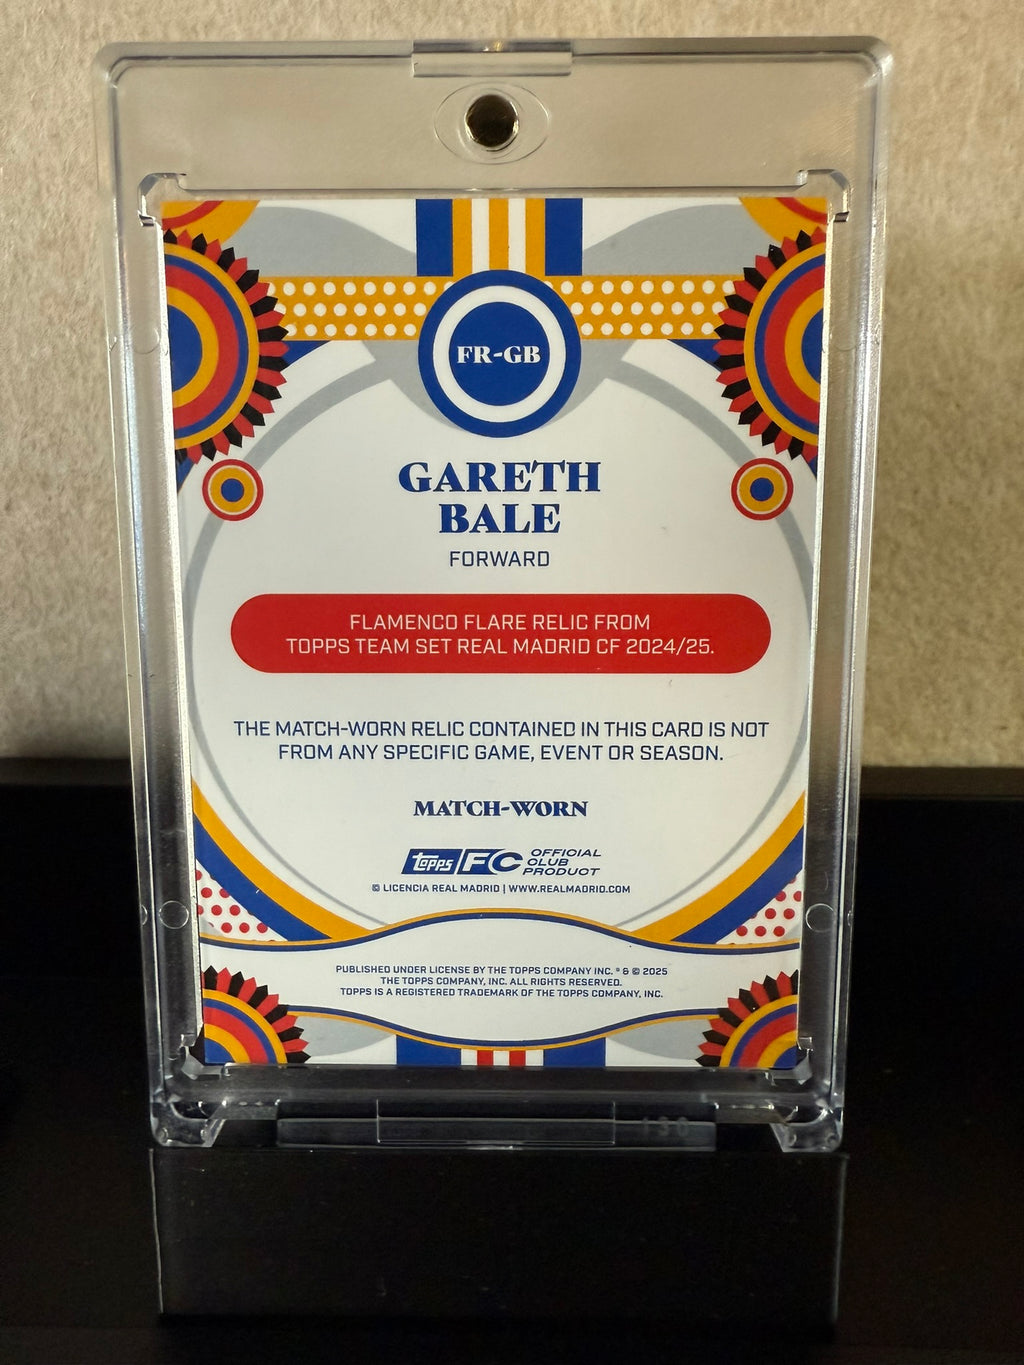 FR-GB
GARETH
BALE
FORWARD
FLAMENCO FLARE RELIC FROM
TOPPS TEAM SET REAL MADRID CF 2024/25.
THE MATCH-WORN RELIC CONTAINED IN THIS CARD IS NOT
FROM ANY SPECIFIC GAME, EVENT OR SEASON.
MATCH-WORN
topps FC OFFICIAL
CLUB
PRODUCT
© LICENCIA REAL MADRID | WWW.REALMADRID.COM
PUBLISHED UNDER LICENSE BY THE TOPPS COMPANY INC. ® & © 2025
THE TOPPS COMPANY, INC. ALL RIGHTS RESERVED.
TOPPS IS A REGISTERED TRADEMARK OF THE TOPPS COMPANY, INC.
130